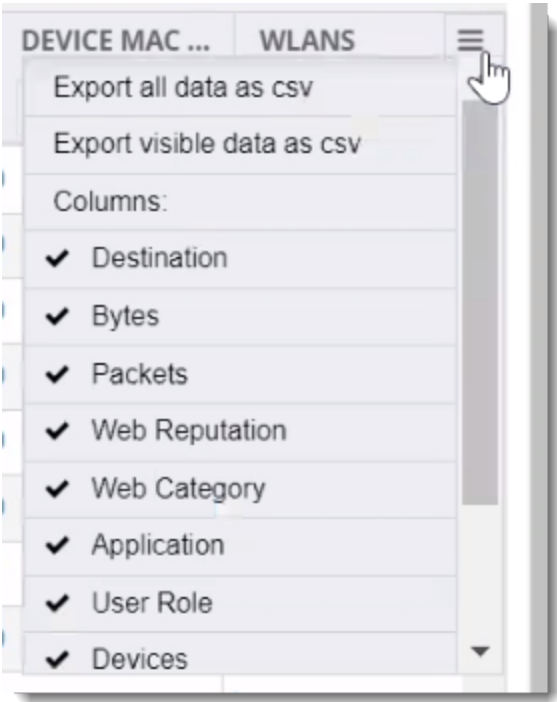 DEVICE MAC ... WLANS
Export all data as csv
Export visible data as csv
Columns:
Destination
Bytes
Packets
Web Reputation
Web Category
Application
User Role
Devices